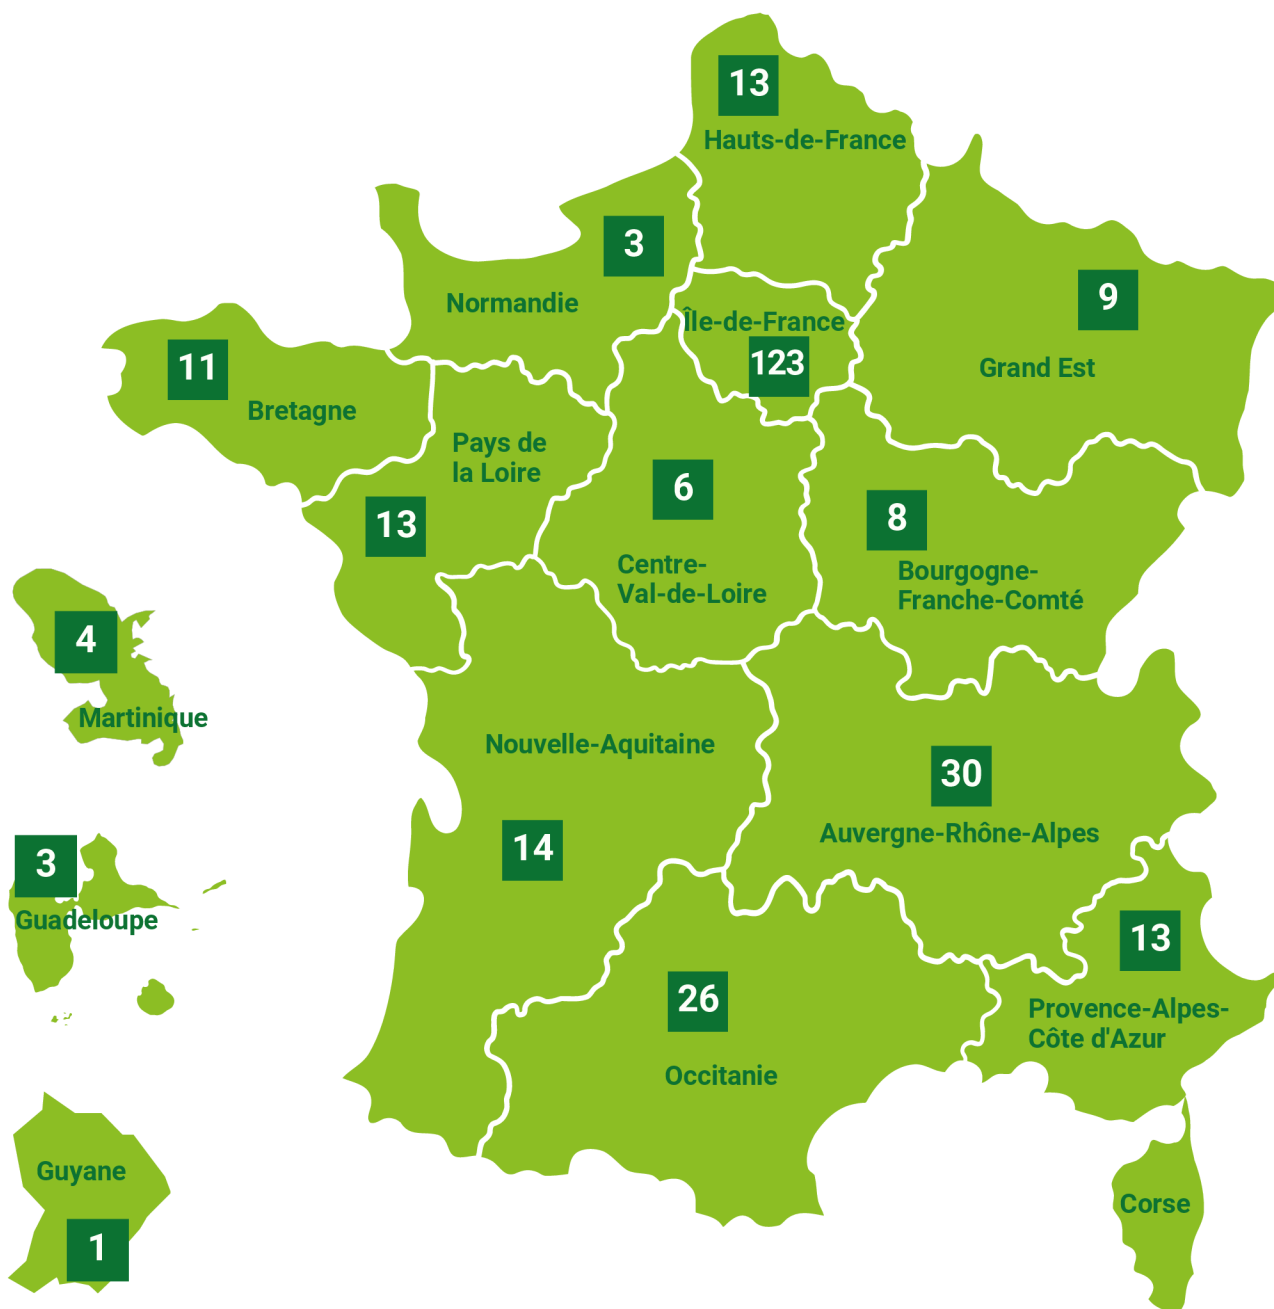 13
Hauts-de-France
3
Normandie
Île-de-France
123
9
Grand Est
11
Bretagne
Pays de
la Loire
13
6
Centre-
Val-de-Loire
8
Bourgogne-
Franche-Comté
4
Martinique
Nouvelle-Aquitaine
14
30
Auvergne-Rhône-Alpes
3
Guadeloupe
13
Provence-Alpes-
Côte d'Azur
26
Occitanie
Guyane
1
Corse